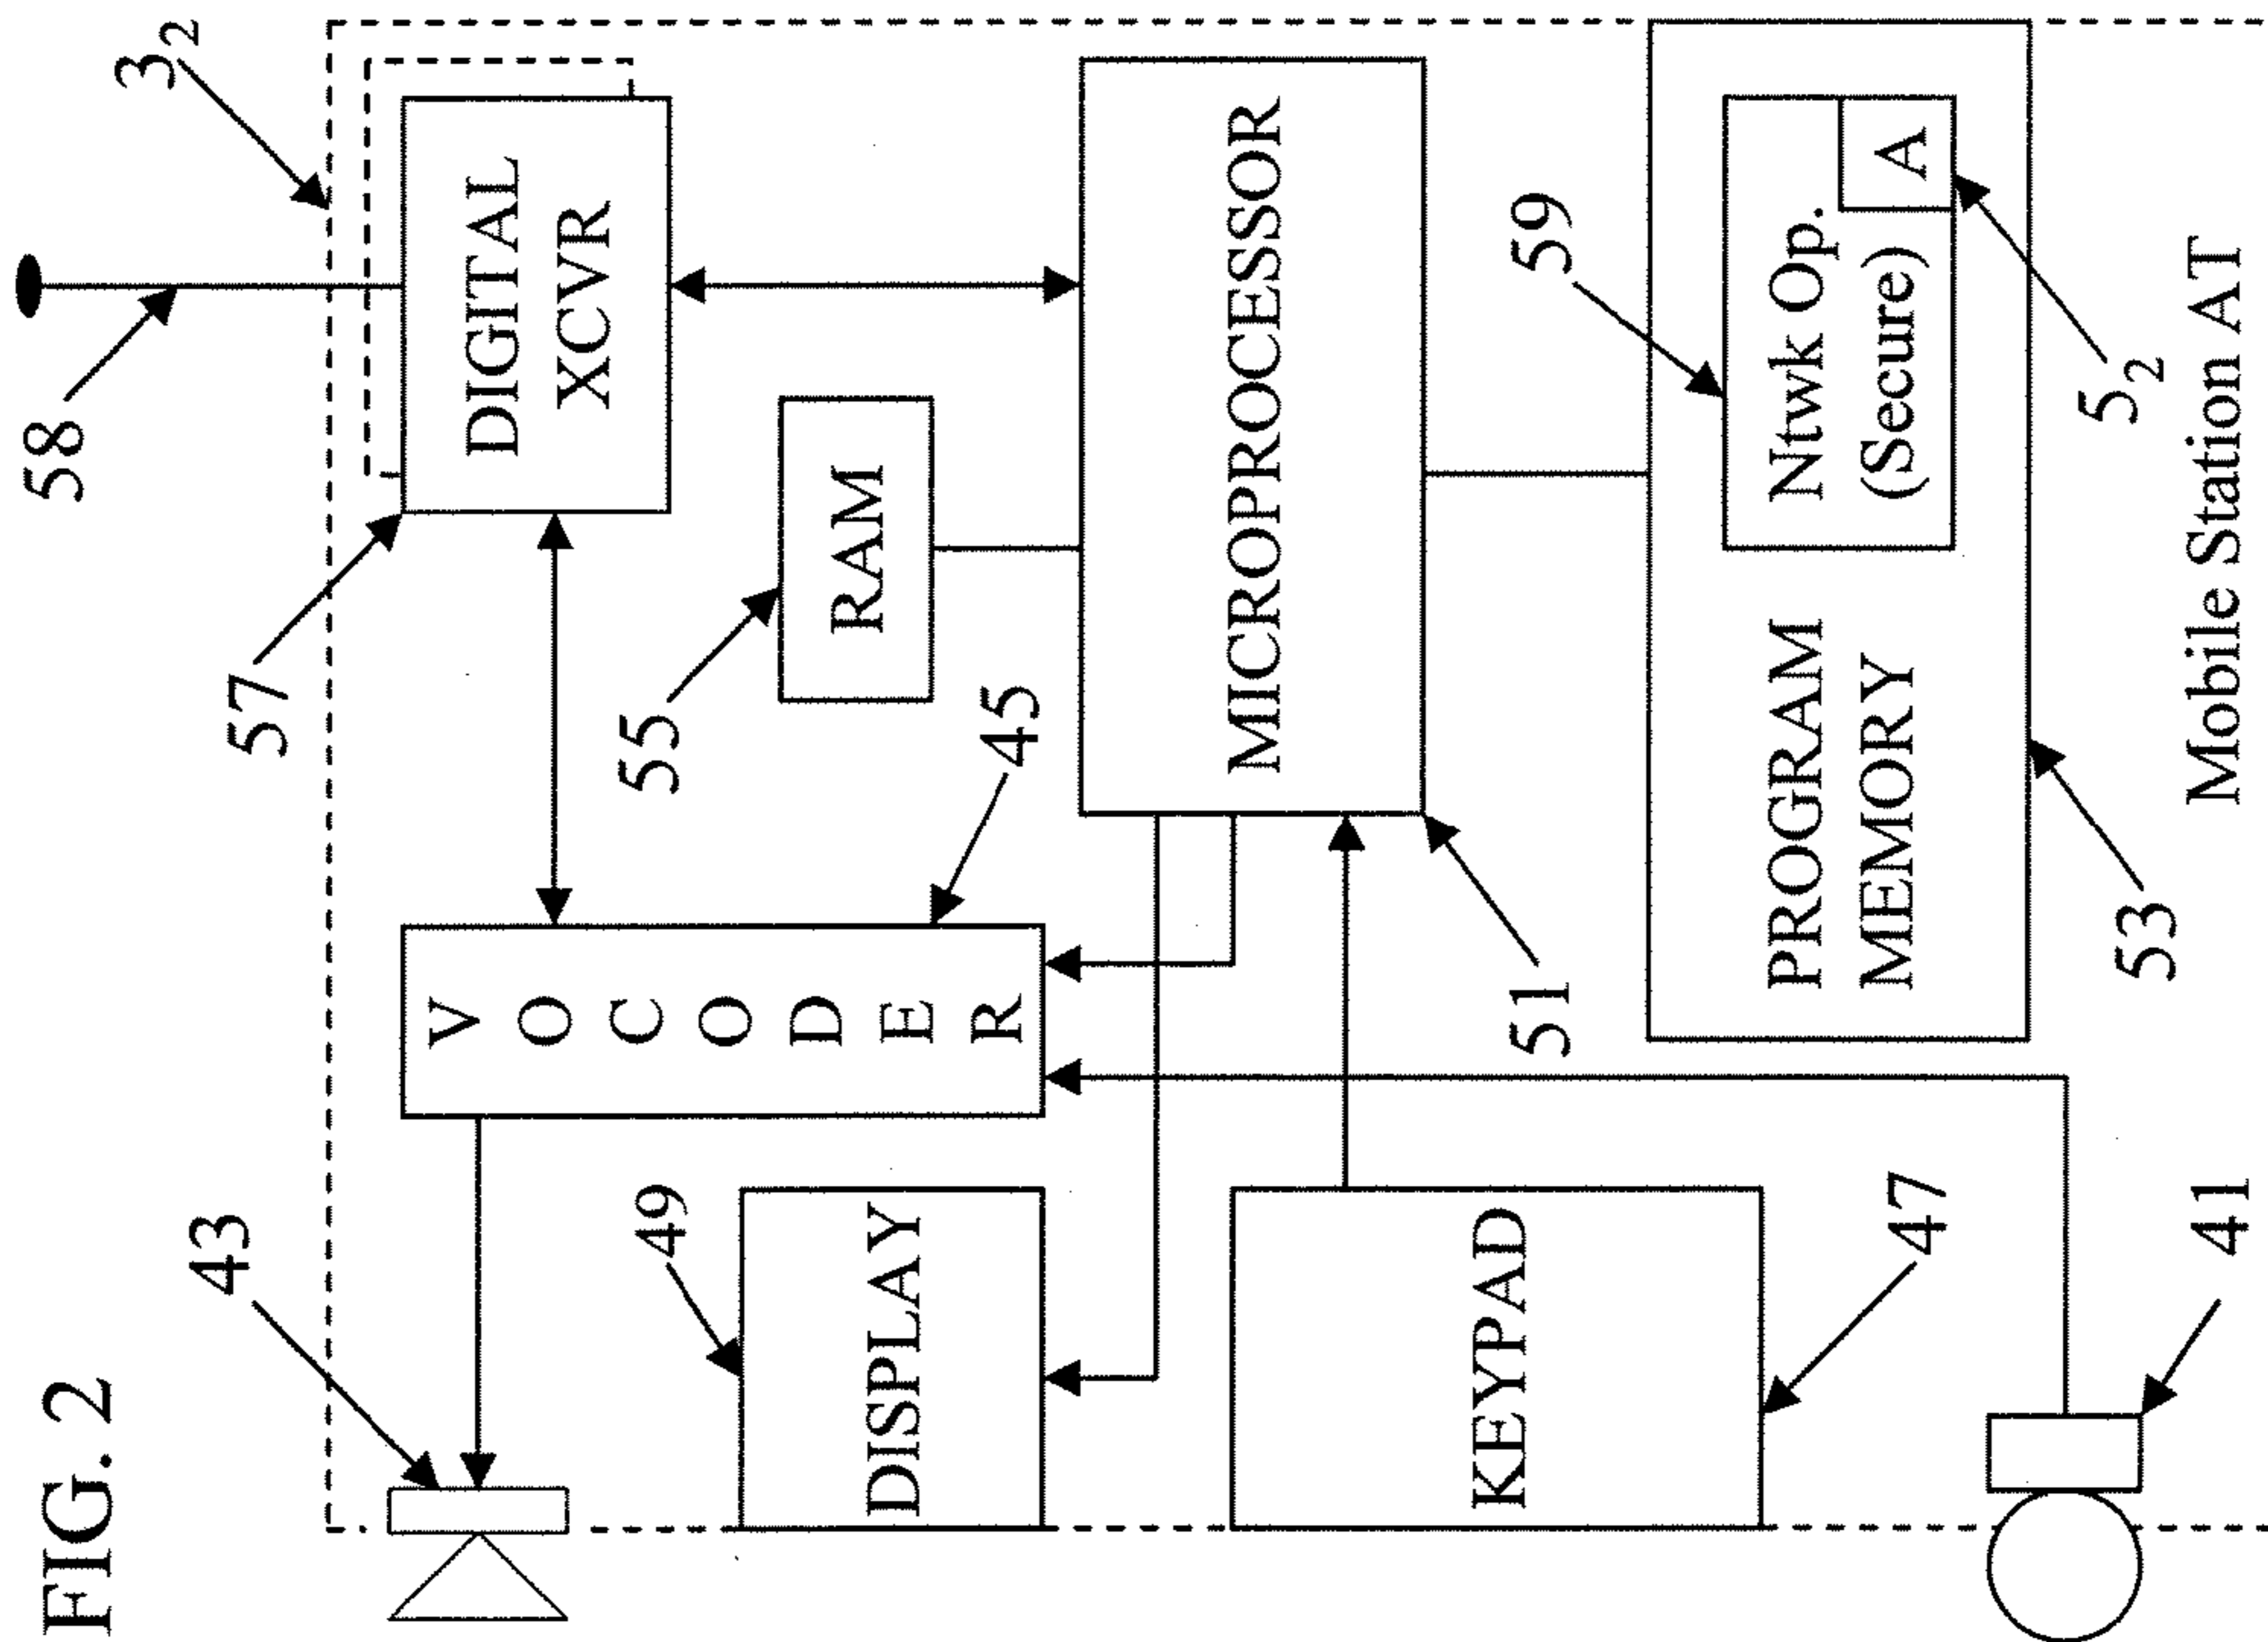 FIG. 2
43
57
58
3₂
V
O
C
O
D
E
R
DIGITAL
XCVR
49
DISPLAY
55
RAM
45
MICROPROCESSOR
KEYPAD
51
59
PROGRAM
MEMORY
Ntwk Op.
(Secure)
A
47
53
5₂
41
Mobile Station AT